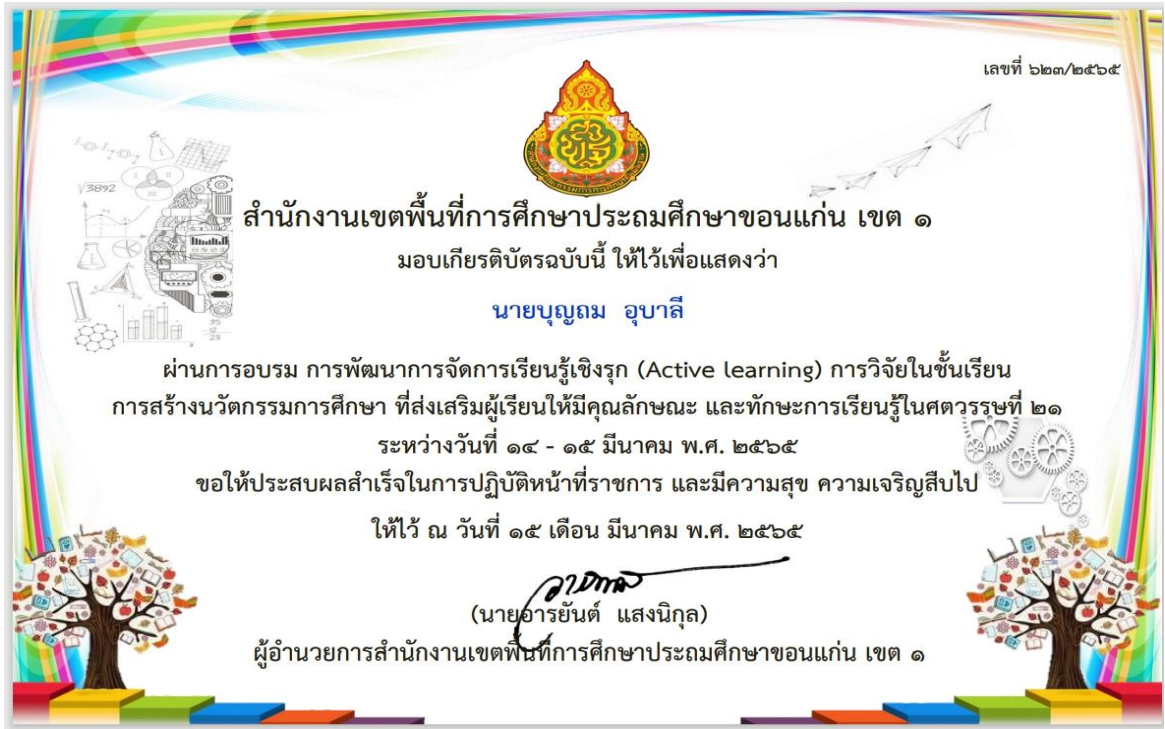 เลขที่ ๖๒๓/๒๕๖๕
√3892
สำนักงานเขตพื้นที่การศึกษาประถมศึกษาขอนแก่น เขต ๑
มอบเกียรติบัตรฉบับนี้ ให้ไว้เพื่อแสดงว่า
นายบุญถม อุบาลี
ผ่านการอบรม การพัฒนาการจัดการเรียนรู้เชิงรุก (Active learning) การวิจัยในชั้นเรียน
การสร้างนวัตกรรมการศึกษา ที่ส่งเสริมผู้เรียนให้มีคุณลักษณะ และทักษะการเรียนรู้ในศตวรรษที่ ๒๑
ระหว่างวันที่ ๑๔ - ๑๕ มีนาคม พ.ศ. ๒๕๖๕
ขอให้ประสบผลสำเร็จในการปฏิบัติหน้าที่ราชการ และมีความสุข ความเจริญสืบไป
ให้ไว้ ณ วันที่ ๑๕ เดือน มีนาคม พ.ศ. ๒๕๖๕
(นายอารยันต์ แสงนิกุล)
ผู้อำนวยการสำนักงานเขตพื้นที่การศึกษาประถมศึกษาขอนแก่น เขต ๑